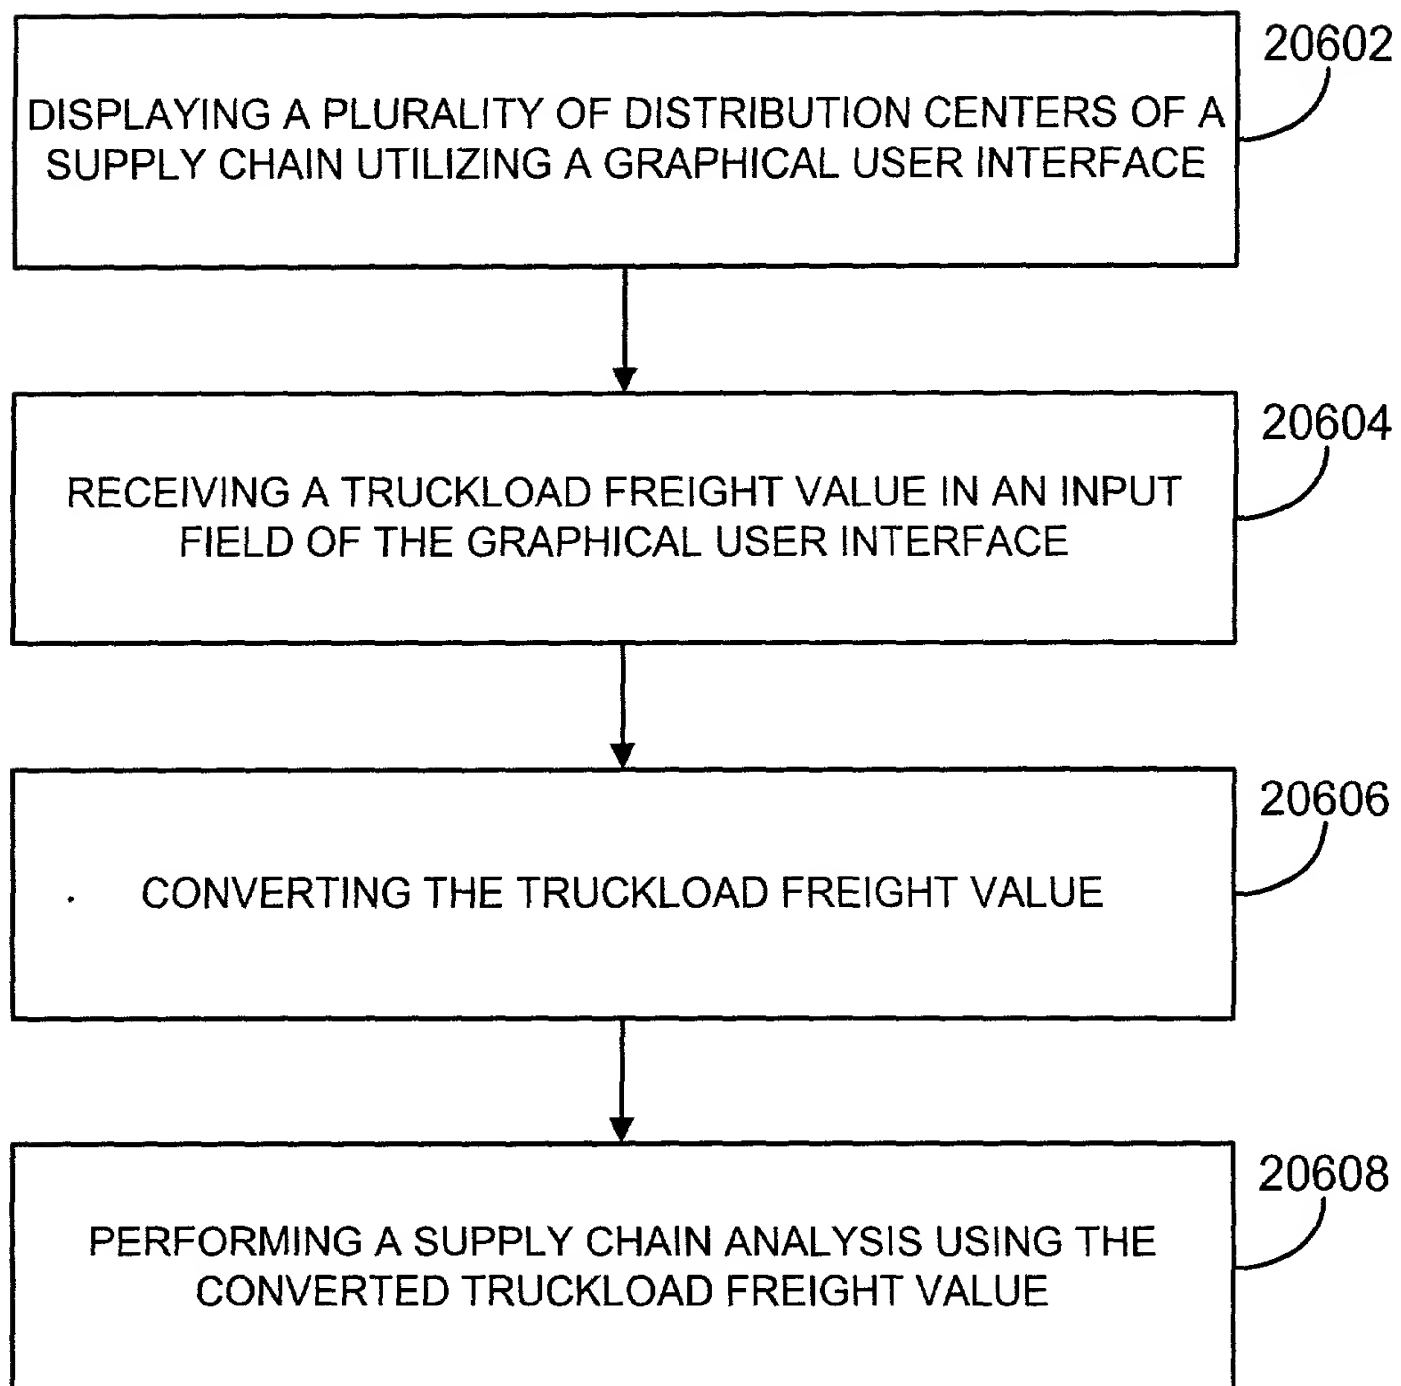 20602
DISPLAYING A PLURALITY OF DISTRIBUTION CENTERS OF A
SUPPLY CHAIN UTILIZING A GRAPHICAL USER INTERFACE
20604
RECEIVING A TRUCKLOAD FREIGHT VALUE IN AN INPUT
FIELD OF THE GRAPHICAL USER INTERFACE
20606
CONVERTING THE TRUCKLOAD FREIGHT VALUE
20608
PERFORMING A SUPPLY CHAIN ANALYSIS USING THE
CONVERTED TRUCKLOAD FREIGHT VALUE